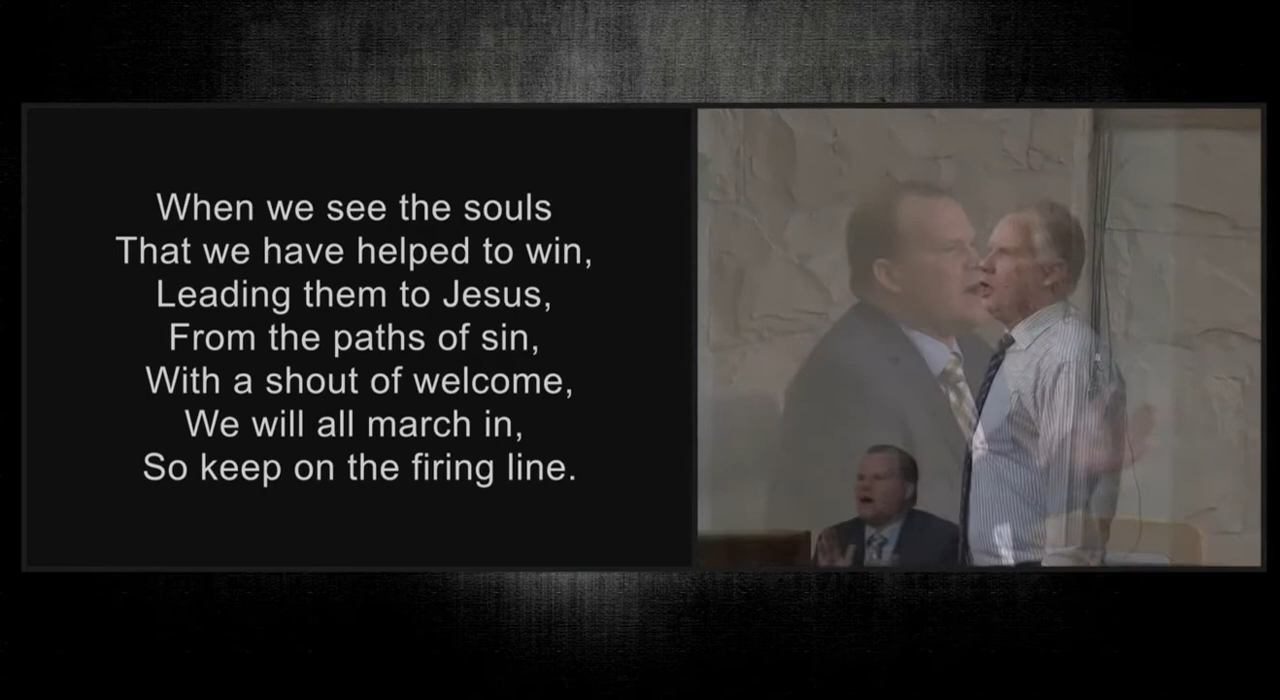 When we see the souls
That we have helped to win,
Leading them to Jesus,
From the paths of sin,
With a shout of welcome,
We will all march in,
So keep on the firing line.